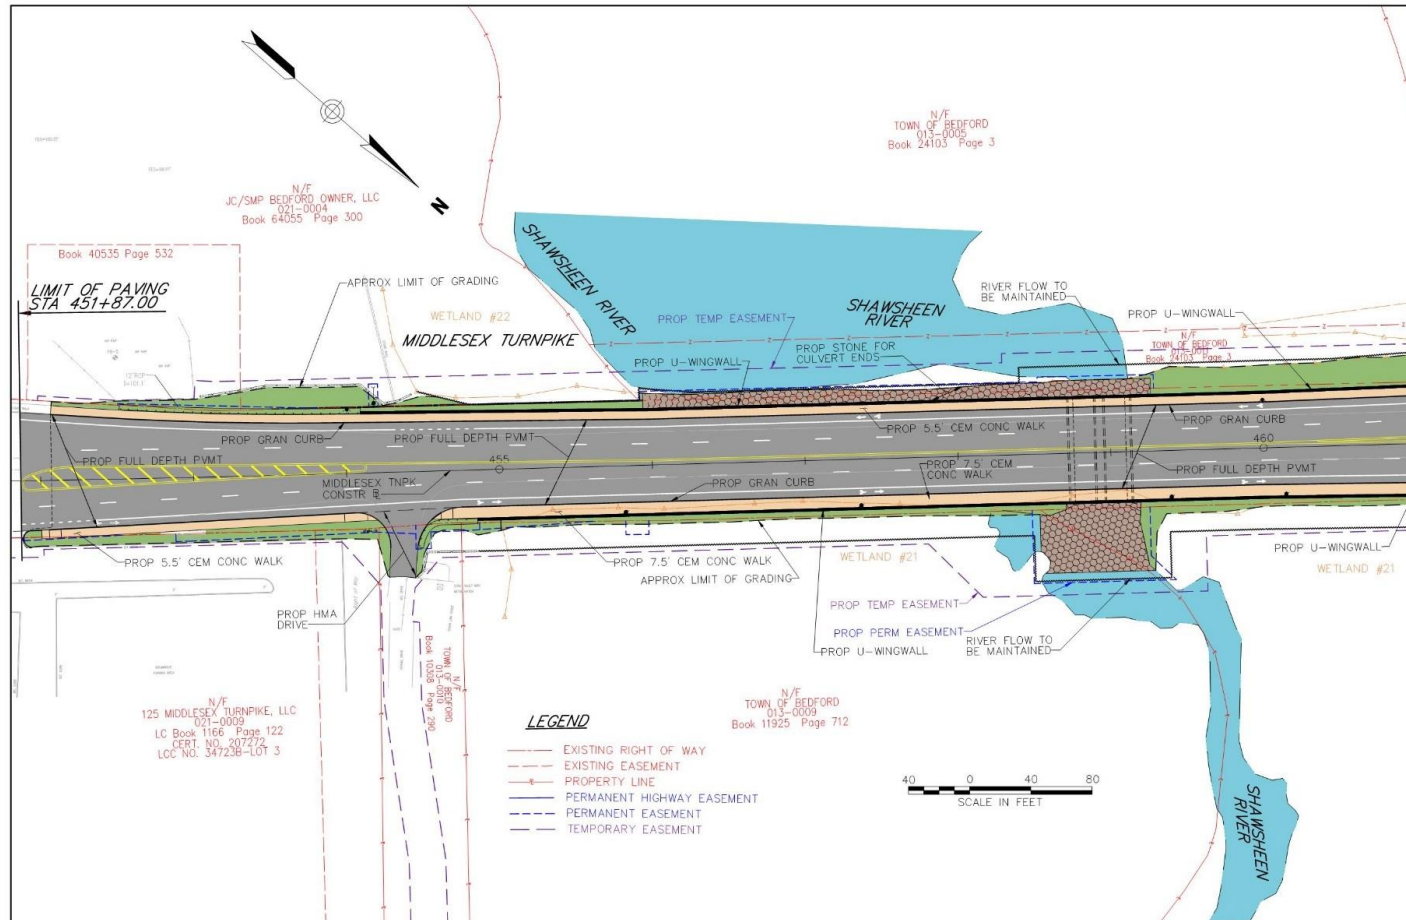 N/F
TOWN OF BEDFORD
013-0005
Book 24103 Page 3
N/F
JC/SMP BEDFORD OWNER, LLC
021-0004
Book 64055 Page 300
N
Book 40535 Page 532
LIMIT OF PAVING
STA 451+87.00
APPROX LIMIT OF GRADING
WETLAND #22
MIDDLESEX TURNPIKE
SHAWSHEEN RIVER
PROP TEMP EASEMENT
SHAWSHEEN
RIVER
RIVER FLOW TO
BE MAINTAINED
PROP U-WINGWALL
N/F
TOWN OF BEDFORD
Book 24103 Page 3
PROP U-WINGWALL
PROP STONE FOR
CULVERT ENDS
PROP GRAN CURB
PROP FULL DEPTH PVMT
PROP 5.5' CEM CONC WALK
PROP GRAN CURB
PROP FULL DEPTH PVMT
455
460
MIDDLESEX TNPK
CONSTR BL
PROP GRAN CURB
PROP 7.5' CEM
CONC WALK
PROP FULL DEPTH PVMT
PROP 5.5' CEM CONC WALK
PROP 7.5' CEM CONC WALK
APPROX LIMIT OF GRADING
WETLAND #21
PROP U-WINGWALL
WETLAND #21
PROP HMA
DRIVE
PROP TEMP EASEMENT
PROP PERM EASEMENT
PROP U-WINGWALL
RIVER FLOW TO
BE MAINTAINED
N/F
125 MIDDLESEX TURNPIKE, LLC
021-0009
LC Book 1166 Page 122
CERT. NO. 207272
LCC NO. 34723B-LOT 3
N/F
TOWN OF BEDFORD
013-0010
Book 10308 Page 290
N/F
TOWN OF BEDFORD
013-0009
Book 11925 Page 712
LEGEND
EXISTING RIGHT OF WAY
EXISTING EASEMENT
PROPERTY LINE
PERMANENT HIGHWAY EASEMENT
PERMANENT EASEMENT
TEMPORARY EASEMENT
40 0 40 80
SCALE IN FEET
SHAWSHEEN
RIVER